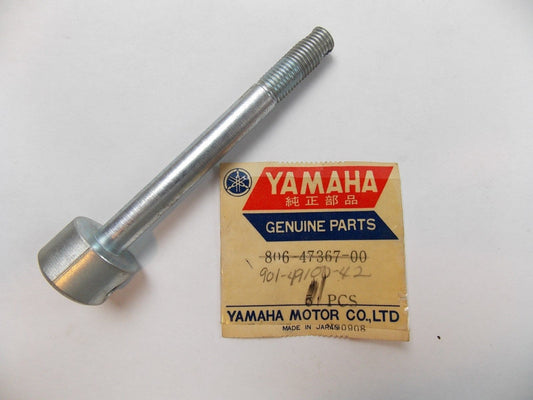 YAMAHA
純正部品
GENUINE PARTS
806-47367-00
901-49100-42
PCS
YAMAHA MOTOR CO.,LTD
MADE IN JAPAN